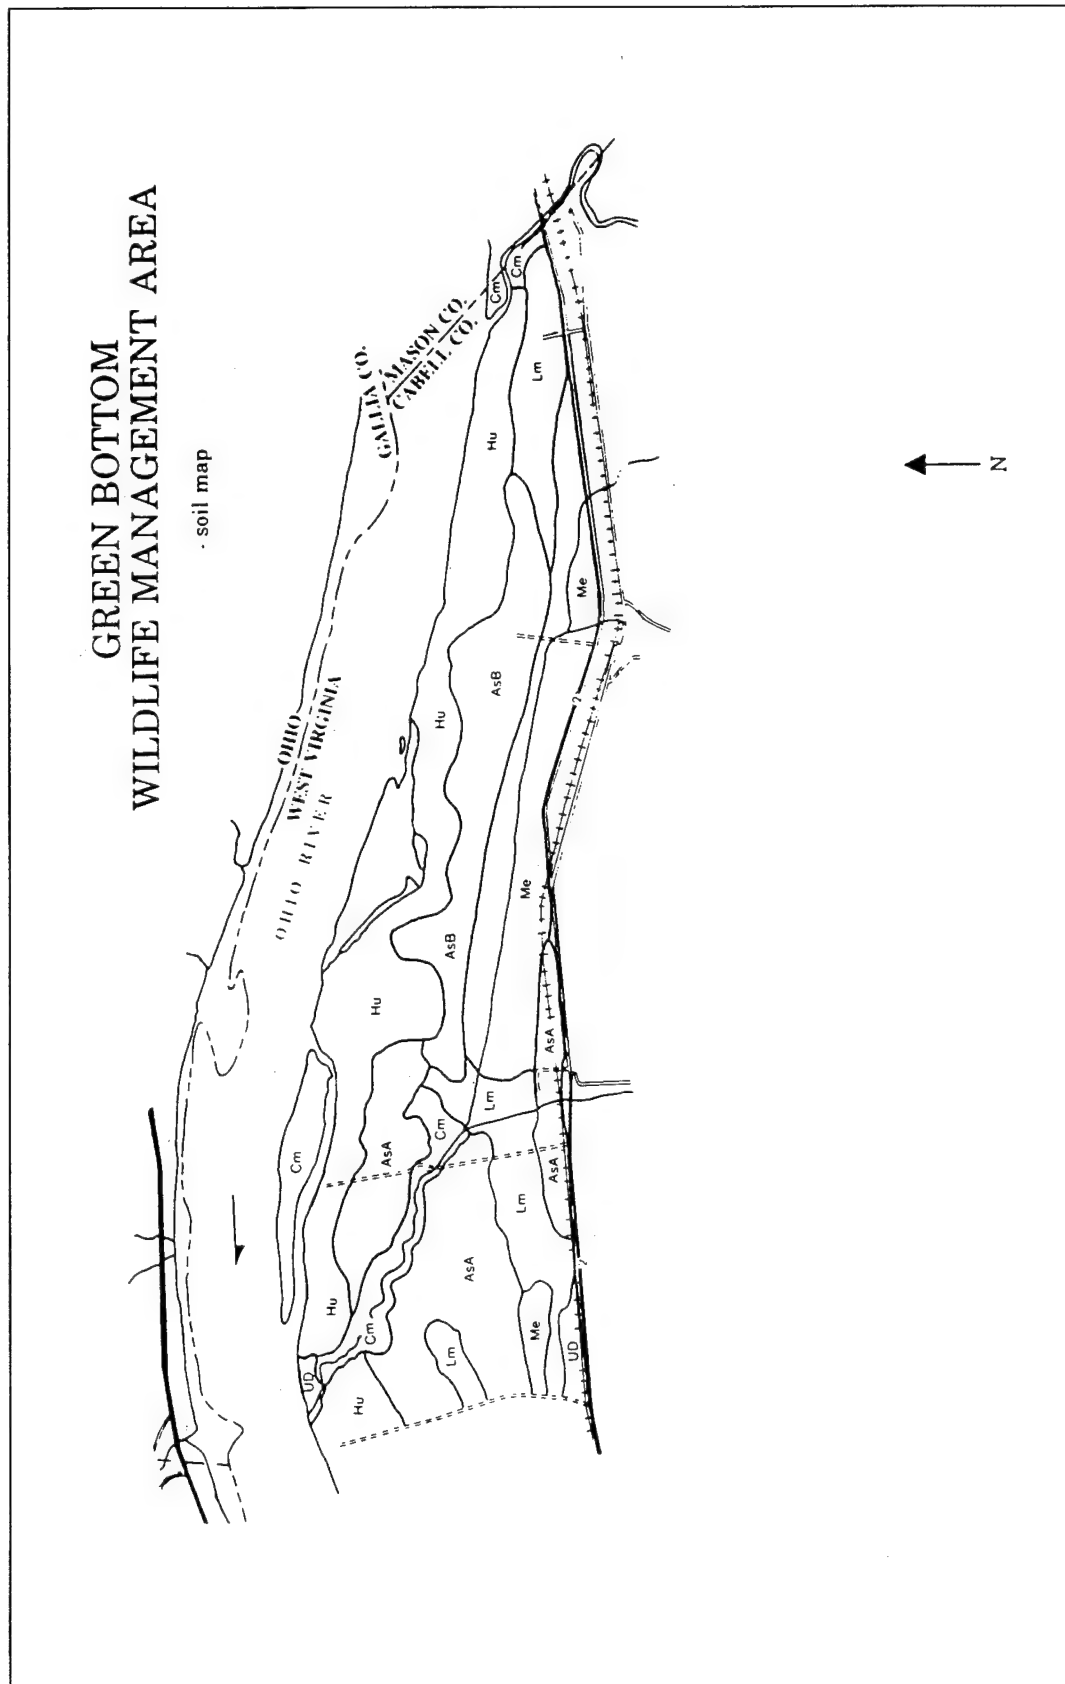 GREEN BOTTOM
WILDLIFE MANAGEMENT AREA
- soil map
GALLIA CO.
MASON CO.
CABELL CO.
OHIO
WEST VIRGINIA
OHIO RIVER
Cm
Cm
Hu
Lm
Me
AsB
Hu
Me
AsB
Hu
AsA
Lm
Cm
AsA
Cm
AsA
Lm
AsA
Hu
Cm
Me
Lm
UD
UD
Hu
2
2
N